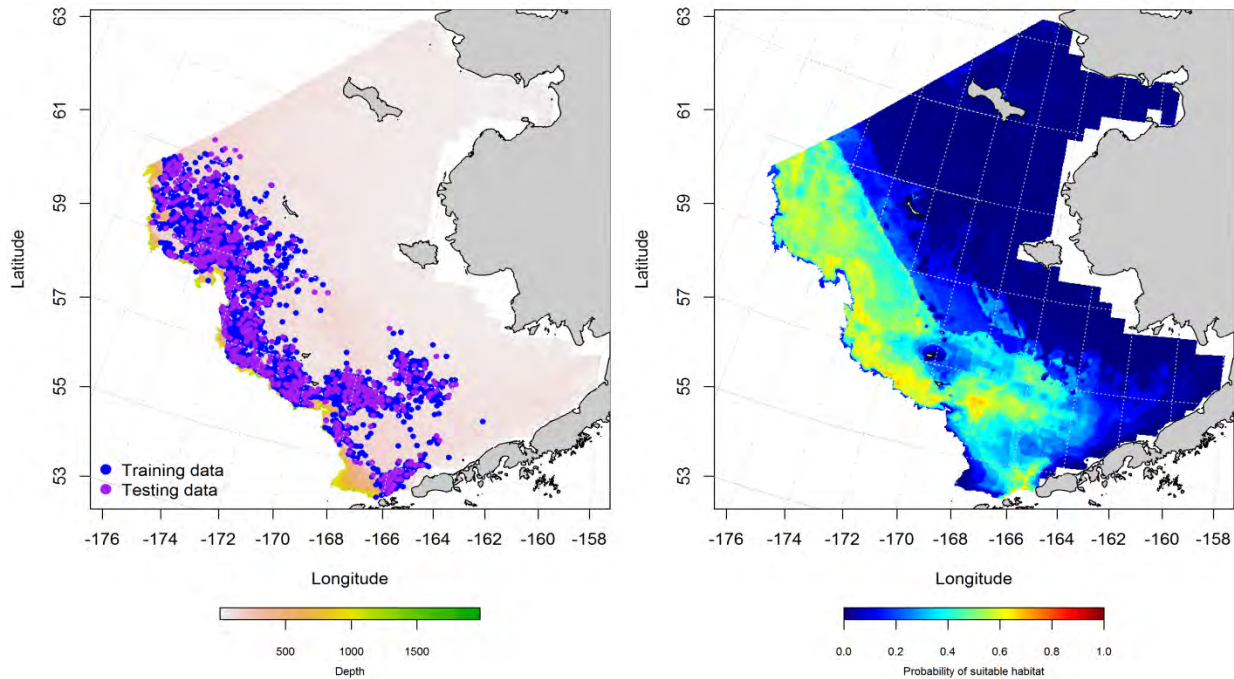 63
61
59
57
55
53
Latitude
Training data
Testing data
-176 -174 -172 -170 -168 -166 -164 -162 -160 -158
Longitude
500 1000 1500
Depth
63
61
59
57
55
53
Latitude
-176 -174 -172 -170 -168 -166 -164 -162 -160 -158
Longitude
0.0 0.2 0.4 0.6 0.8 1.0
Probability of suitable habitat